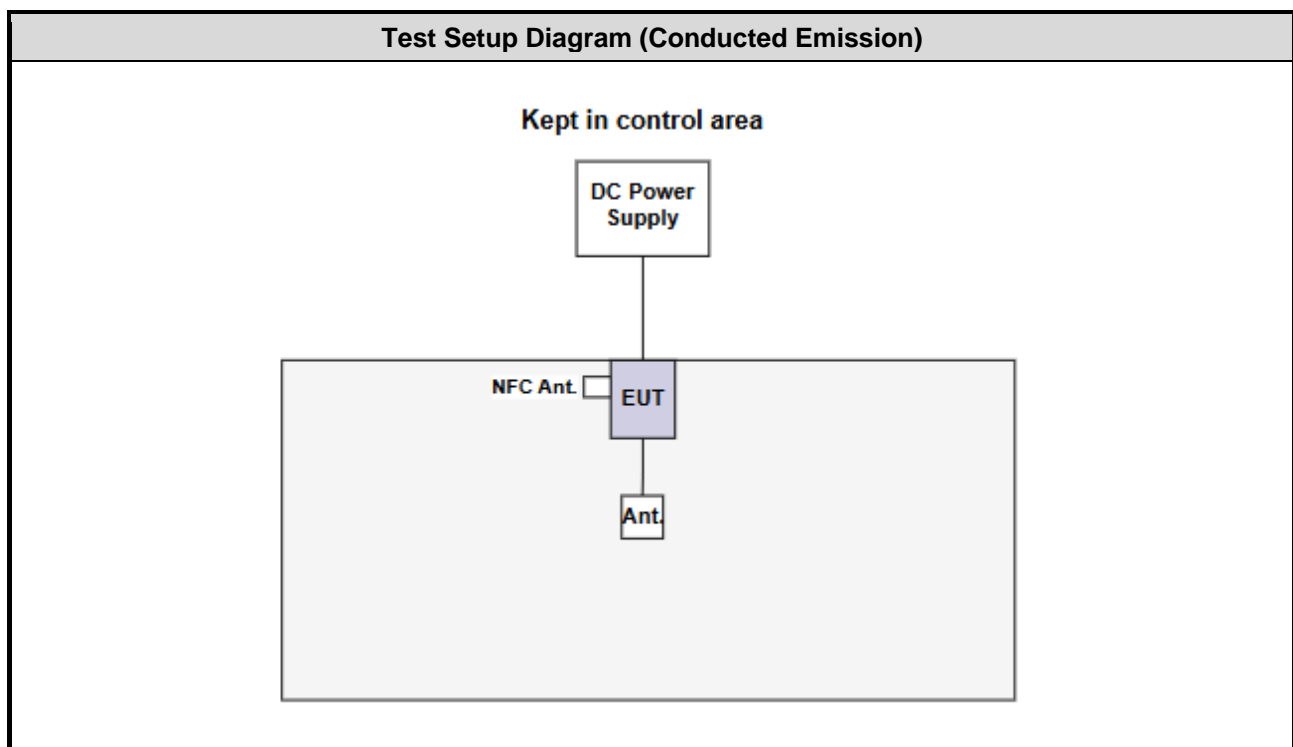 Test Setup Diagram (Conducted Emission)
Kept in control area
DC Power
Supply
NFC Ant.
EUT
Ant.